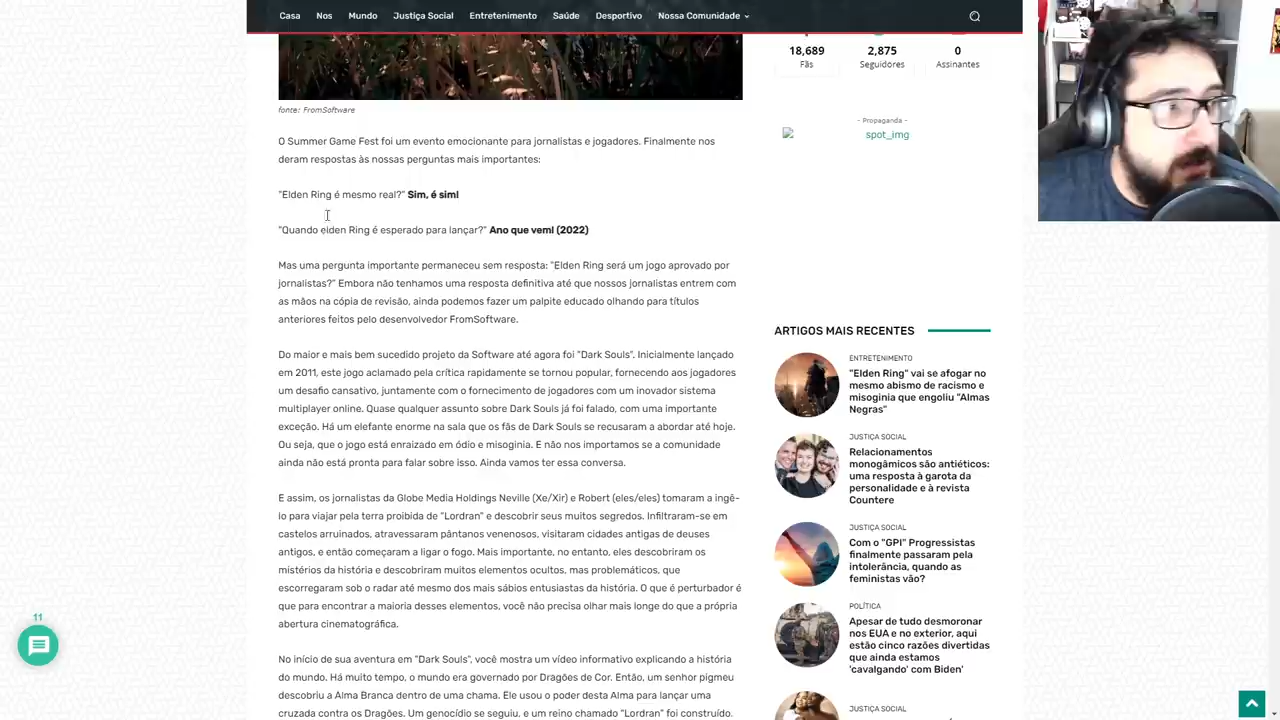 Casa Nos Mundo Justiça Social Entretenimento Saúde Desportivo Nossa Comunidade
18,689 2,875 0
Fãs Seguidores Assinantes
fonte: FromSoftware
O Summer Game Fest foi um evento emocionante para jornalistas e jogadores. Finalmente nos
deram respostas às nossas perguntas mais importantes:
"Elden Ring é mesmo real?" Sim, é sim!
"Quando elden Ring é esperado para lançar?" Ano que vem! (2022)
Mas uma pergunta importante permaneceu sem resposta: "Elden Ring será um jogo aprovado por
jornalistas?" Embora não tenhamos uma resposta definitiva até que nossos jornalistas entrem com
as mãos na cópia de revisão, ainda podemos fazer um palpite educado olhando para títulos
anteriores feitos pelo desenvolvedor FromSoftware.
Do maior e mais bem sucedido projeto da Software até agora foi "Dark Souls". Inicialmente lançado
em 2011, este jogo aclamado pela crítica rapidamente se tornou popular, fornecendo aos jogadores
um desafio cansativo, juntamente com o fornecimento de jogadores com um inovador sistema
multiplayer online. Quase qualquer assunto sobre Dark Souls já foi falado, com uma importante
exceção. Há um elefante enorme na sala que os fãs de Dark Souls se recusaram a abordar até hoje.
Ou seja, que o jogo está enraizado em ódio e misoginia. E não nos importamos se a comunidade
ainda não está pronta para falar sobre isso. Ainda vamos ter essa conversa.
E assim, os jornalistas da Globe Media Holdings Neville (Xe/Xir) e Robert (eles/eles) tomaram a ingê-
io para viajar pela terra proibida de "Lordran" e descobrir seus muitos segredos. Infiltraram-se em
castelos arruinados, atravessaram pântanos venenosos, visitaram cidades antigas de deuses
antigos, e então começaram a ligar o fogo. Mais importante, no entanto, eles descobriram os
mistérios da história e descobriram muitos elementos ocultos, mas problemáticos, que
escorregaram sob o radar até mesmo dos mais sábios entusiastas da história. O que é perturbador é
que para encontrar a maioria desses elementos, você não precisa olhar mais longe do que a própria
abertura cinematográfica.
No início de sua aventura em "Dark Souls", você mostra um vídeo informativo explicando a história
do mundo. Há muito tempo, o mundo era governado por Dragões de Cor. Então, um senhor pigmeu
descobriu a Alma Branca dentro de uma chama. Ele usou o poder desta Alma para lançar uma
cruzada contra os Dragões. Um genocídio se seguiu, e um reino chamado "Lordran" foi construído.
- Propaganda -
spot_img
ARTIGOS MAIS RECENTES
ENTRETENIMENTO
"Elden Ring" vai se afogar no
mesmo abismo de racismo e
misoginia que engoliu "Almas
Negras"
JUSTIÇA SOCIAL
Relacionamentos
monogâmicos são antiéticos:
uma resposta à garota da
personalidade e à revista
Countere
JUSTIÇA SOCIAL
Com o "GPI" Progressistas
finalmente passaram pela
intolerância, quando as
feministas vão?
POLÍTICA
Apesar de tudo desmoronar
nos EUA e no exterior, aqui
estão cinco razões divertidas
que ainda estamos
'cavalgando' com Biden'
JUSTIÇA SOCIAL
11